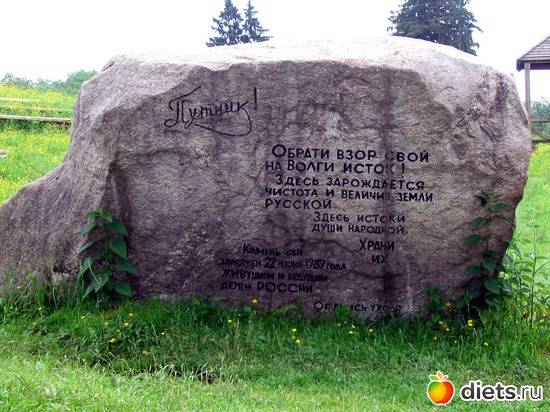 Путник!
ОБРАТИ ВЗОР СВОЙ
НА ВОЛГИ ИСТОК!
ЗДЕСЬ ЗАРОЖДАЕТСЯ
ЧИСТОТА И ВЕЛИЧИЕ ЗЕМЛИ
РУССКОЙ.
ЗДЕСЬ ИСТОКИ
ДУШИ НАРОДНОЙ.
ХРАНИ
ИХ.
КАМЕНЬ СЕЙ
ЗАЛОЖЕН 22 ИЮНЯ 1989 ГОДА
ЖИВУЩИМ И БУДУЩИМ
ДЕТЯМ РОССИИ
УХОДЯ
diets.ru